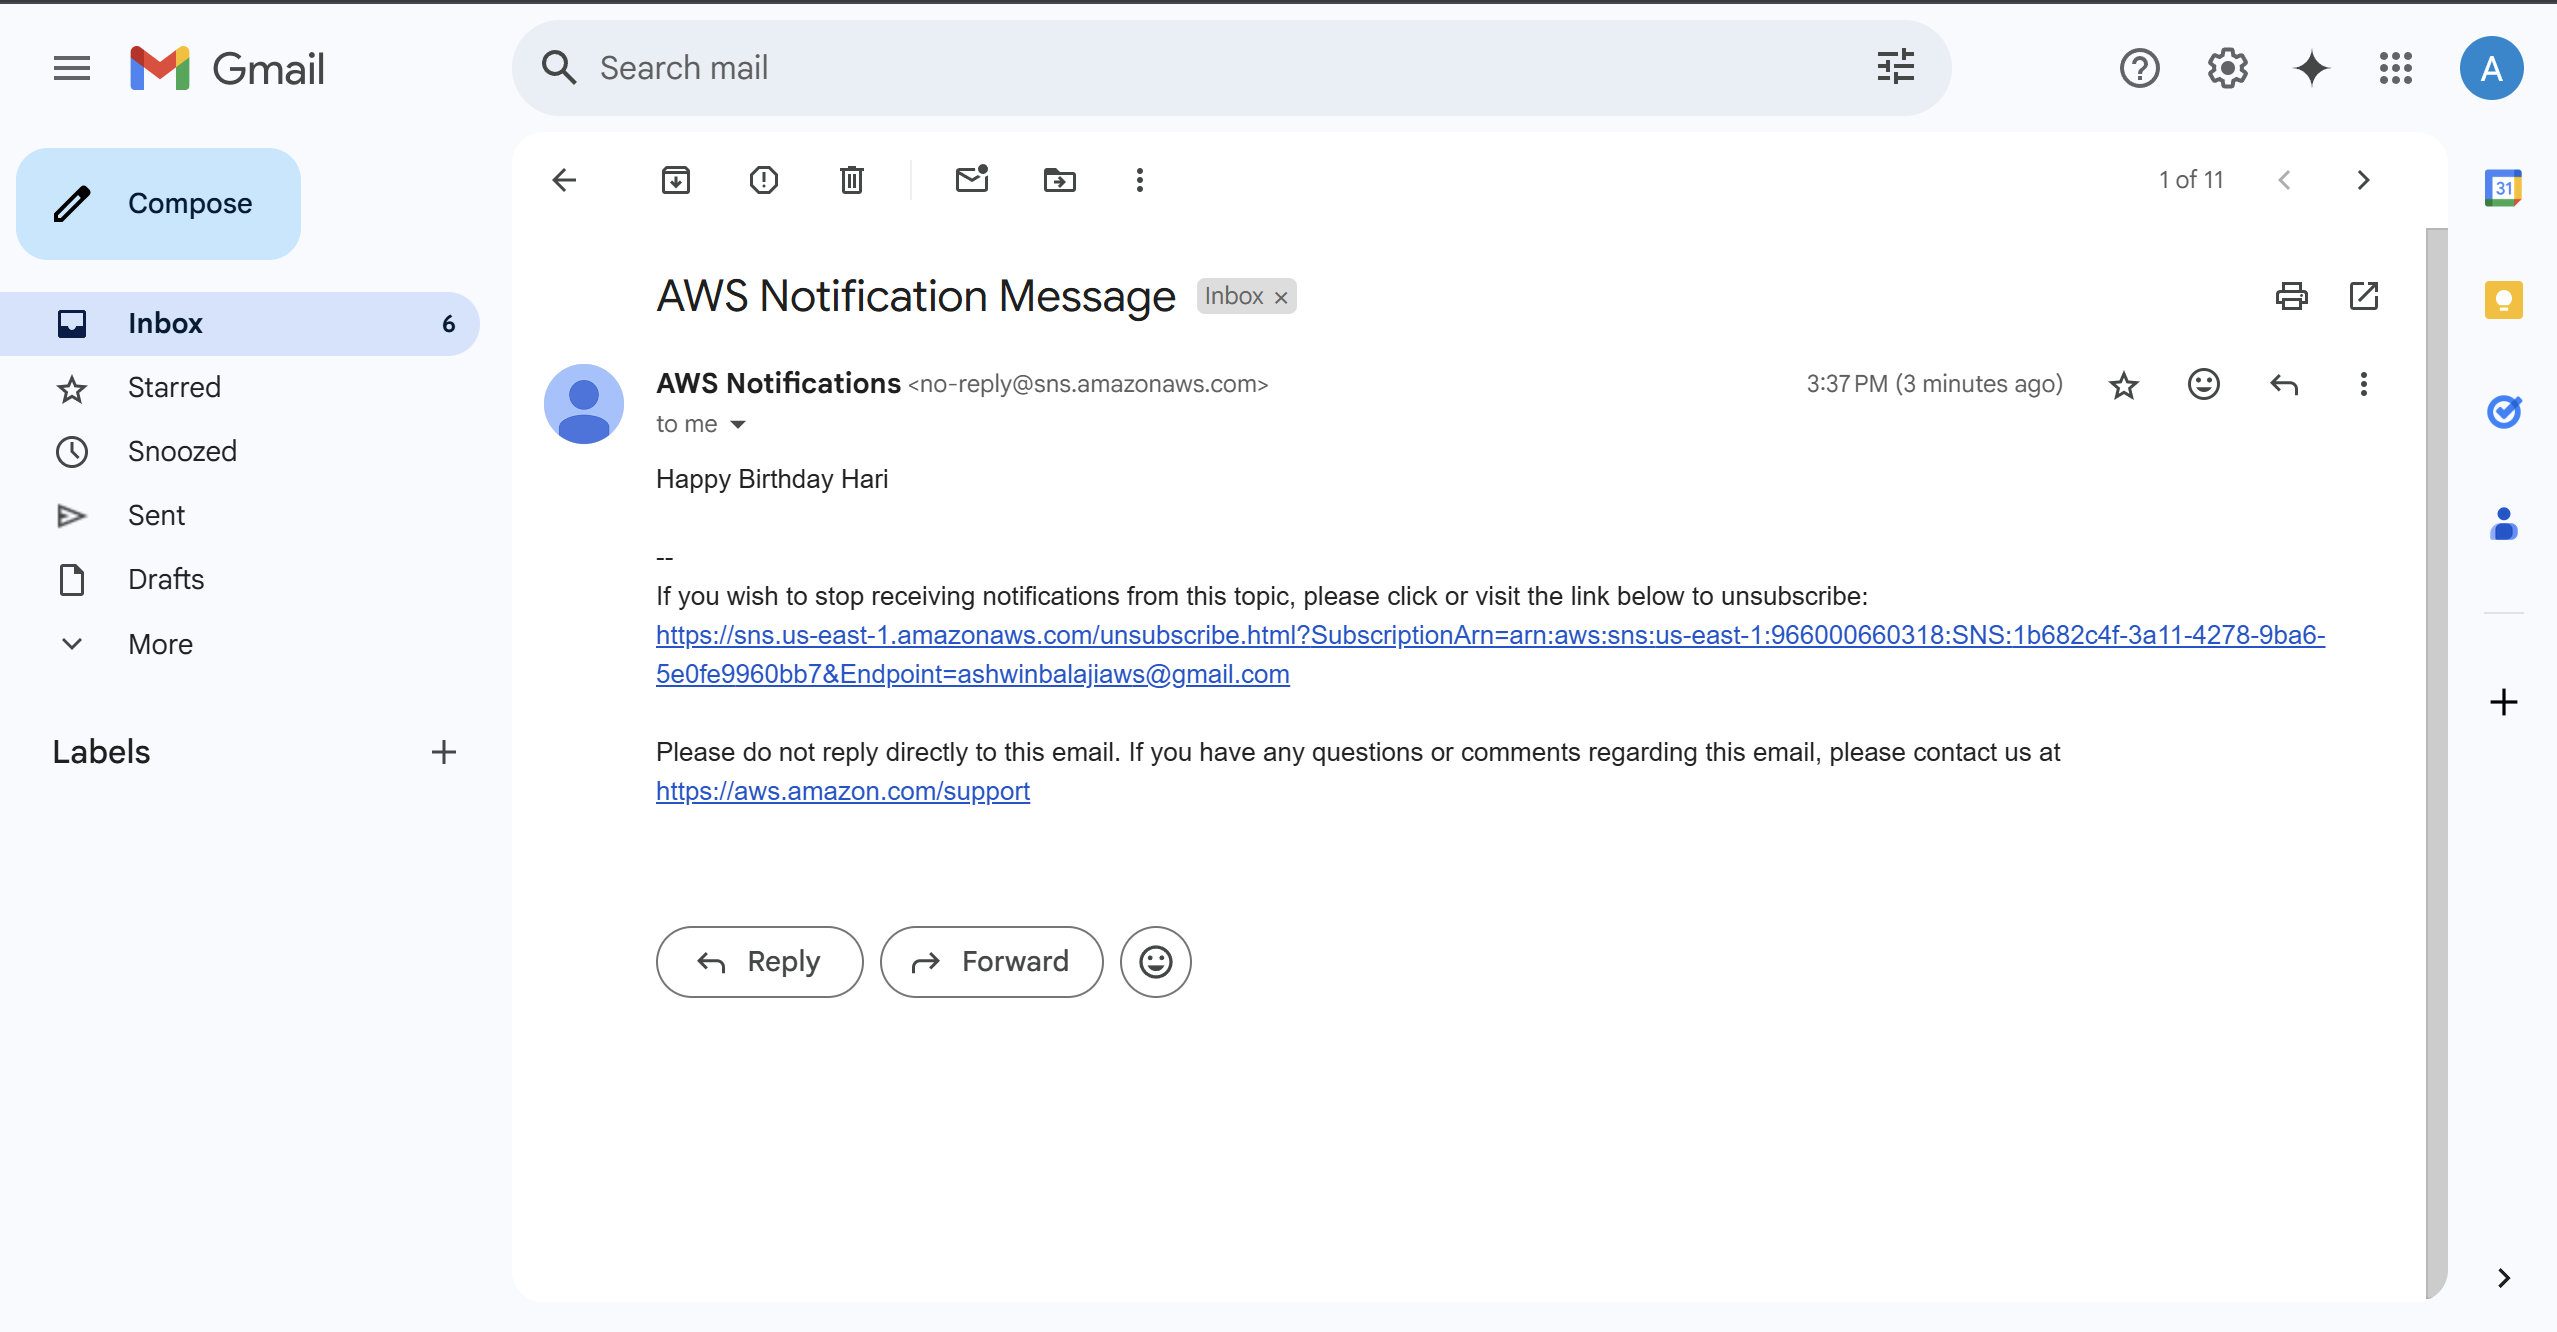 Gmail
Search mail
A
Compose
1 of 11
31
AWS Notification Message Inbox ×
Inbox 6
AWS Notifications <no-reply@sns.amazonaws.com> 3:37 PM (3 minutes ago)
to me
Starred
Snoozed
Sent
Drafts
More
Labels
Happy Birthday Hari
--
If you wish to stop receiving notifications from this topic, please click or visit the link below to unsubscribe:
https://sns.us-east-1.amazonaws.com/unsubscribe.html?SubscriptionArn=arn:aws:sns:us-east-1:966000660318:SNS:1b682c4f-3a11-4278-9ba6-
5e0fe9960bb7&Endpoint=ashwinbalajiaws@gmail.com
Please do not reply directly to this email. If you have any questions or comments regarding this email, please contact us at
https://aws.amazon.com/support
Reply
Forward